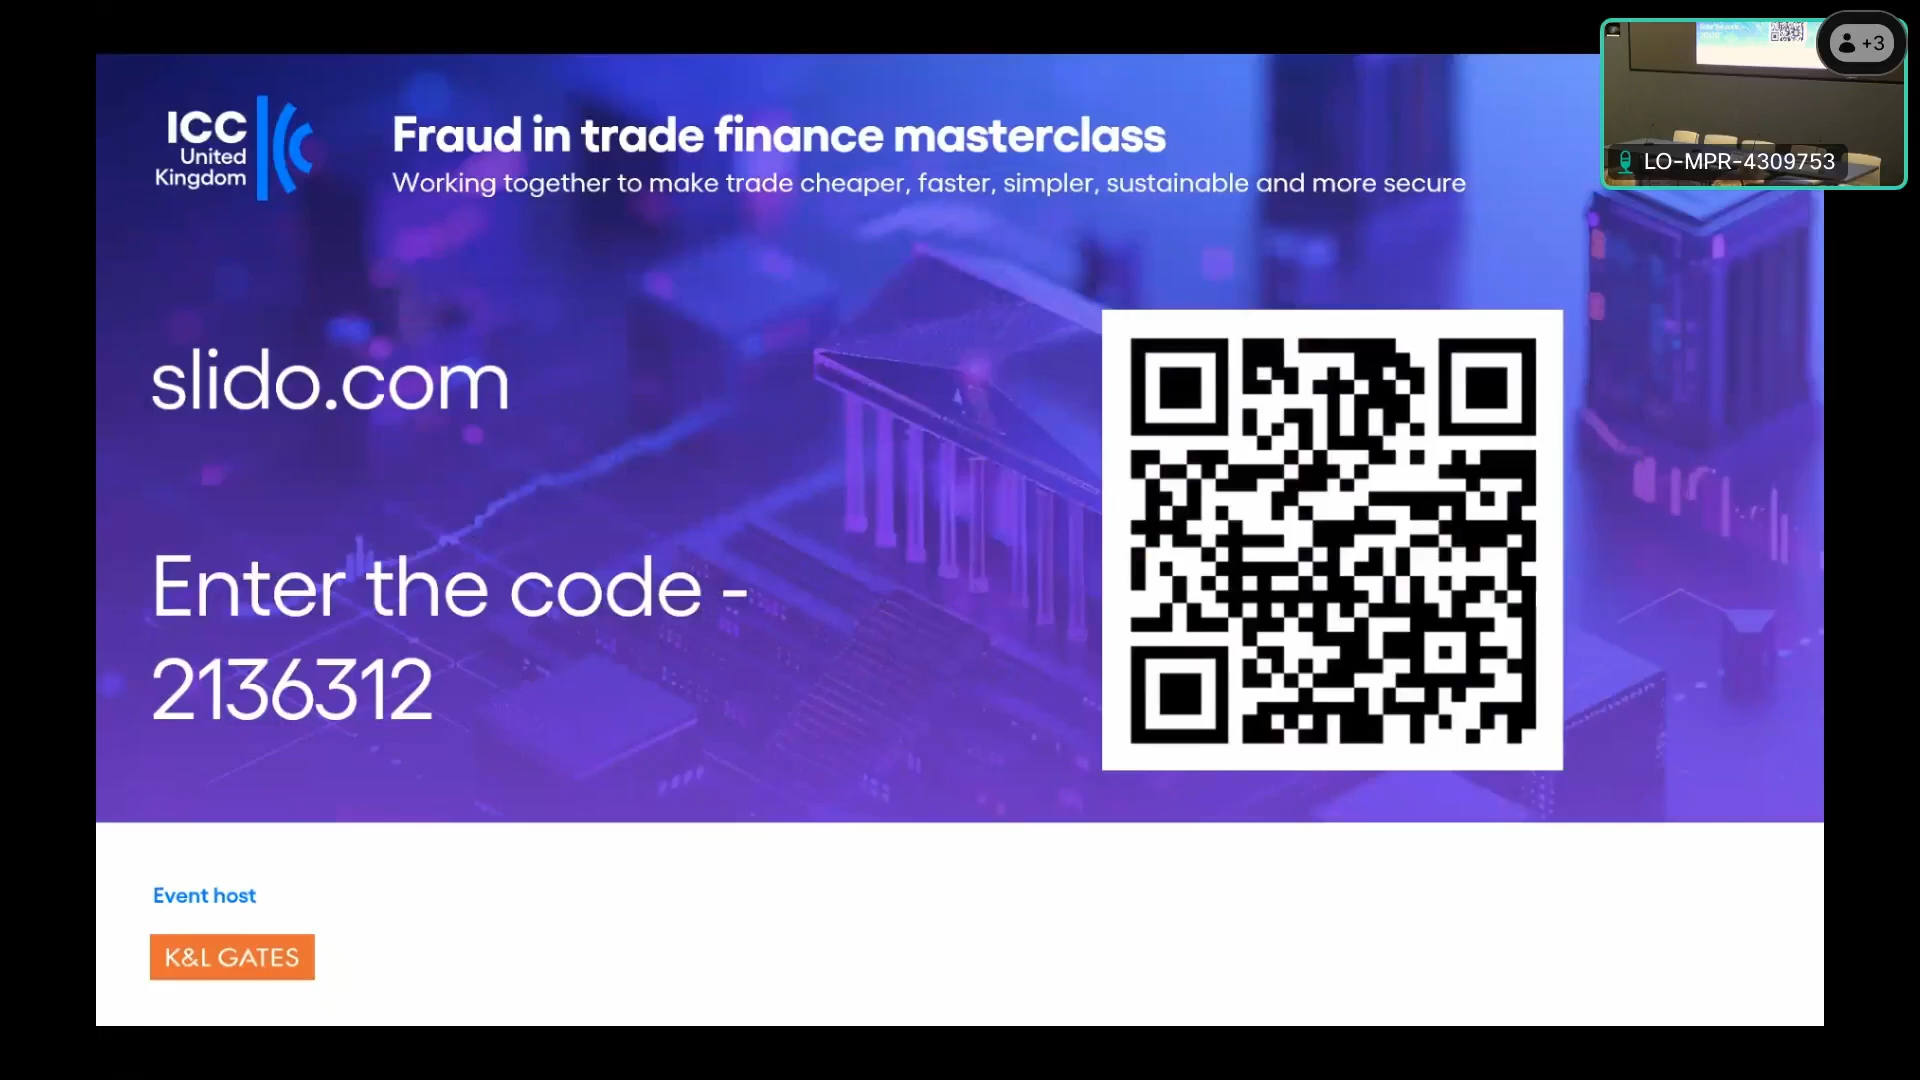 ICC
United
Kingdom
Fraud in trade finance masterclass
Working together to make trade cheaper, faster, simpler, sustainable and more secure
+3
LO-MPR-4309753
slido.com
Enter the code -
2136312
Event host
K&L GATES